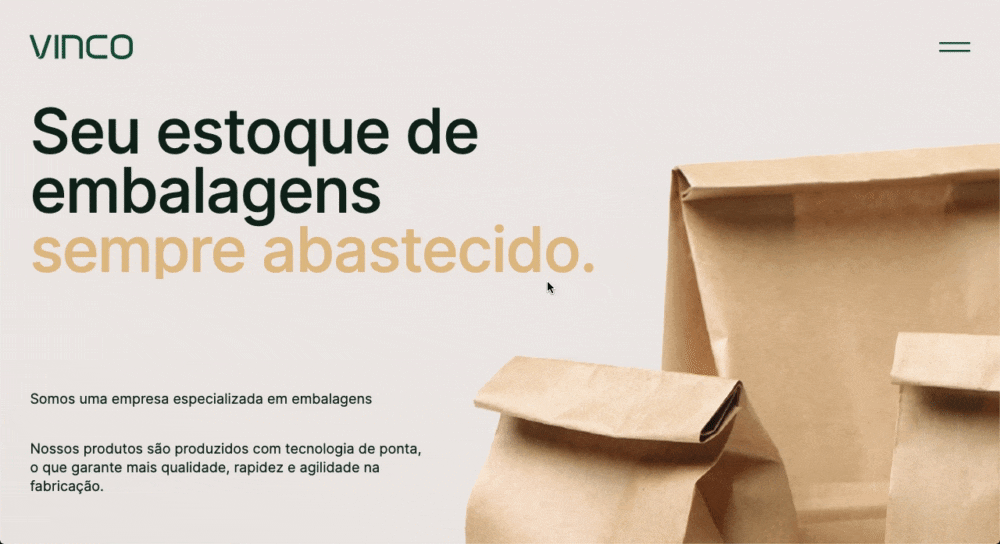 VINCO
Seu estoque de
embalagens
sempre abastecido.
Somos uma empresa especializada em embalagens
Nossos produtos são produzidos com tecnologia de ponta,
o que garante mais qualidade, rapidez e agilidade na
fabricação.